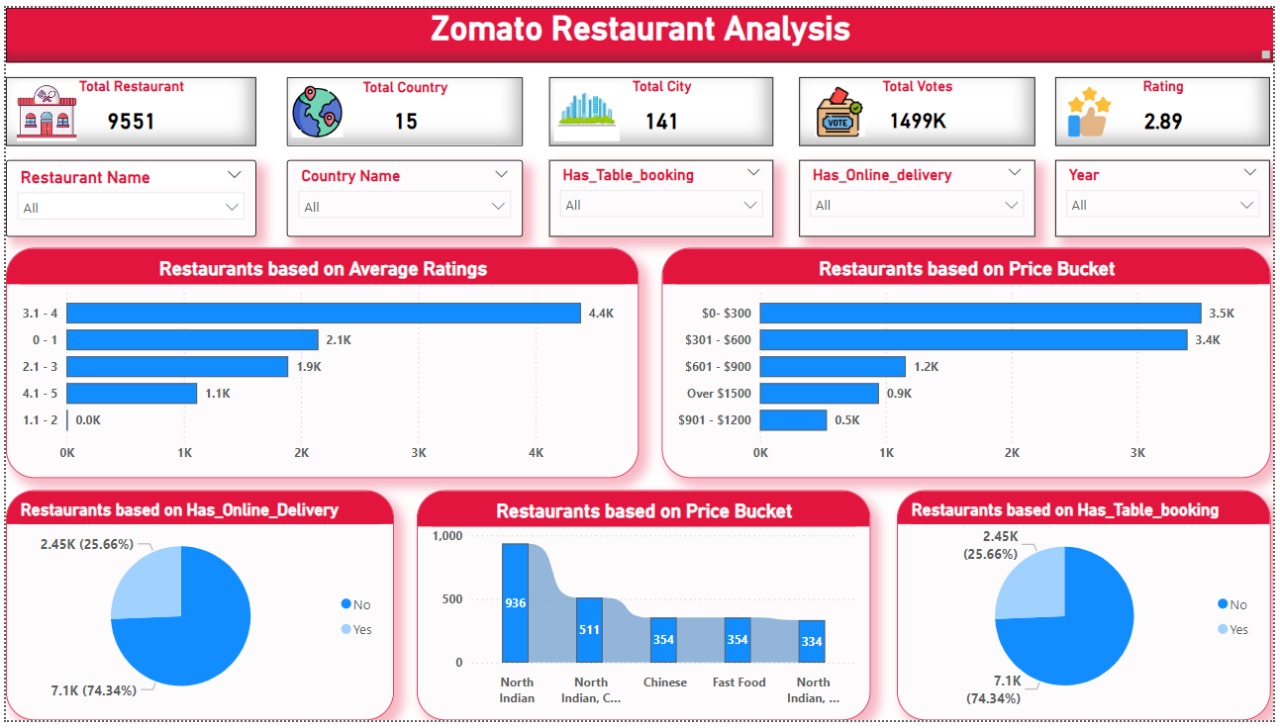 Zomato Restaurant Analysis
Total Restaurant
9551
Total Country
15
Total City
141
VOTE
Total Votes
1499K
Rating
2.89
Restaurant Name
All
Country Name
All
Has_Table_booking
All
Has_Online_delivery
All
Year
All
Restaurants based on Average Ratings
3.1 - 4
4.4K
0 - 1
2.1K
2.1 - 3
1.9K
4.1 - 5
1.1K
1.1 - 2
0.0K
0K 1K 2K 3K 4K
Restaurants based on Price Bucket
$0- $300
3.5K
$301 - $600
3.4K
$601 - $900
1.2K
Over $1500
0.9K
$901 - $1200
0.5K
0K 1K 2K 3K
Restaurants based on Has_Online_Delivery
2.45K (25.66%)
No
Yes
7.1K (74.34%)
Restaurants based on Price Bucket
1,000
500
0
936
511
354
354
334
North
Indian
North
Indian, C...
Chinese
Fast Food
North
Indian, ...
Restaurants based on Has_Table_booking
2.45K
(25.66%)
No
Yes
7.1K
(74.34%)